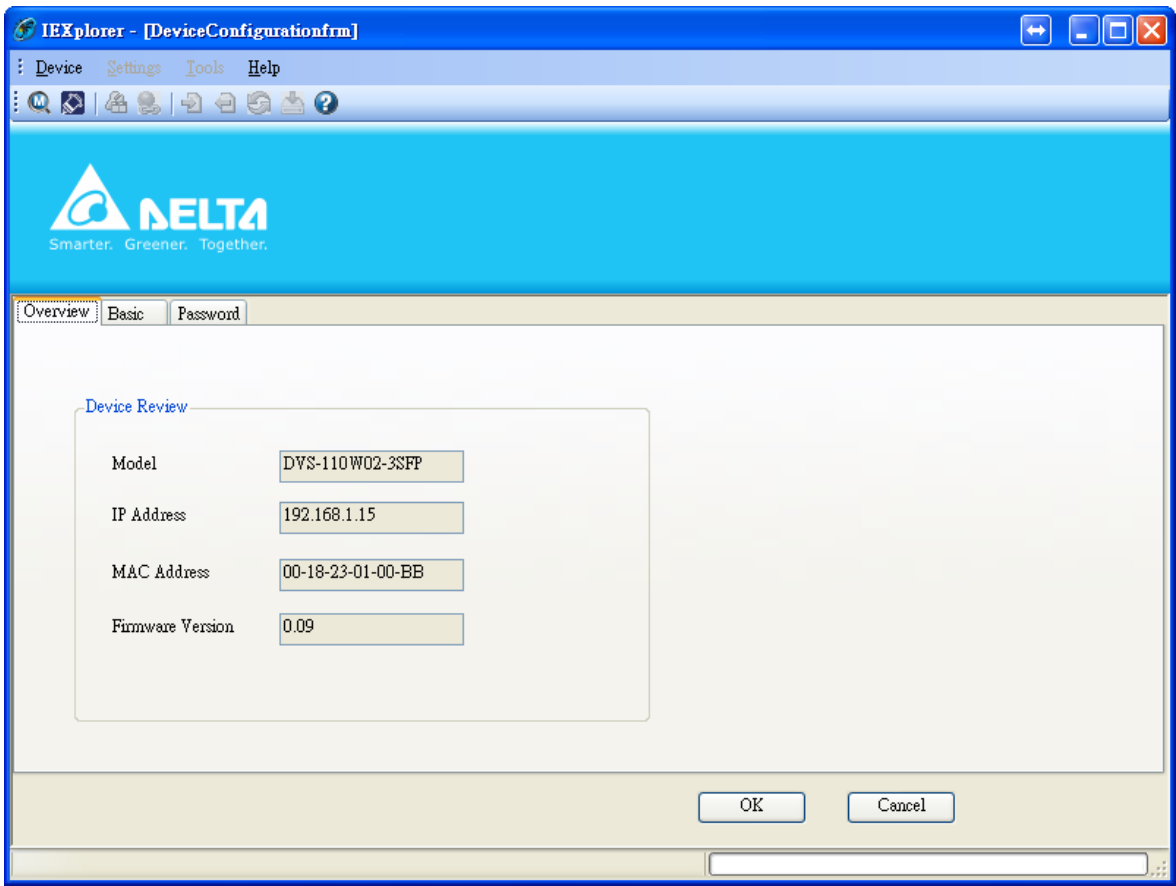 IEXplorer - [DeviceConfigurationfrm]
Device Settings Tools Help
DELTA
Smarter. Greener. Together.
Overview Basic Password
Device Review
Model DVS-110W02-3SFP
IP Address 192.168.1.15
MAC Address 00-18-23-01-00-BB
Firmware Version 0.09
OK Cancel